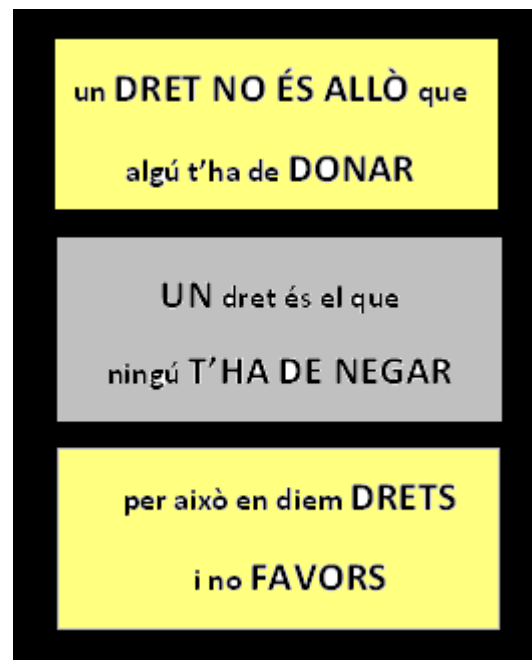 un DRET NO ÉS ALLÒ que
algú t'ha de DONAR
UN dret és el que
ningú T'HA DE NEGAR
per això en diem DRETS
i no FAVORS